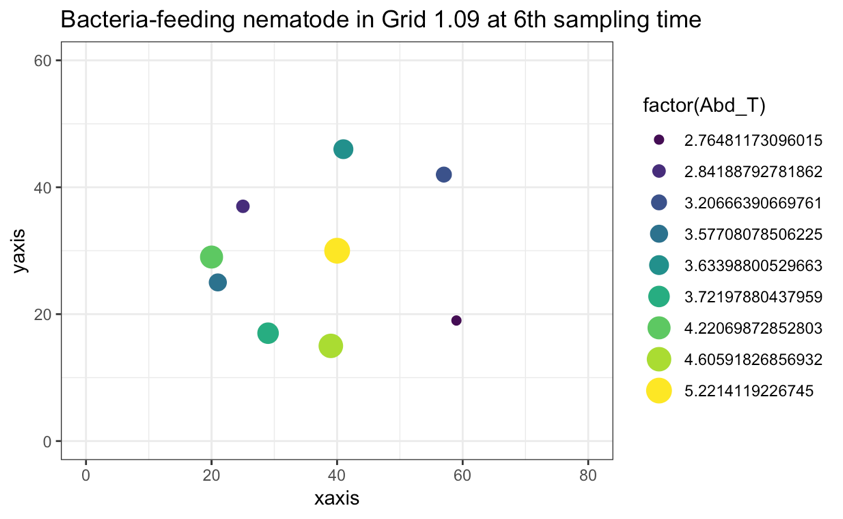 Bacteria-feeding nematode in Grid 1.09 at 6th sampling time
60
40
20
0
yaxis
0 20 40 60 80
xaxis
factor(Abd_T)
2.76481173096015
2.84188792781862
3.20666390669761
3.57708078506225
3.63398800529663
3.72197880437959
4.22069872852803
4.60591826856932
5.2214119226745